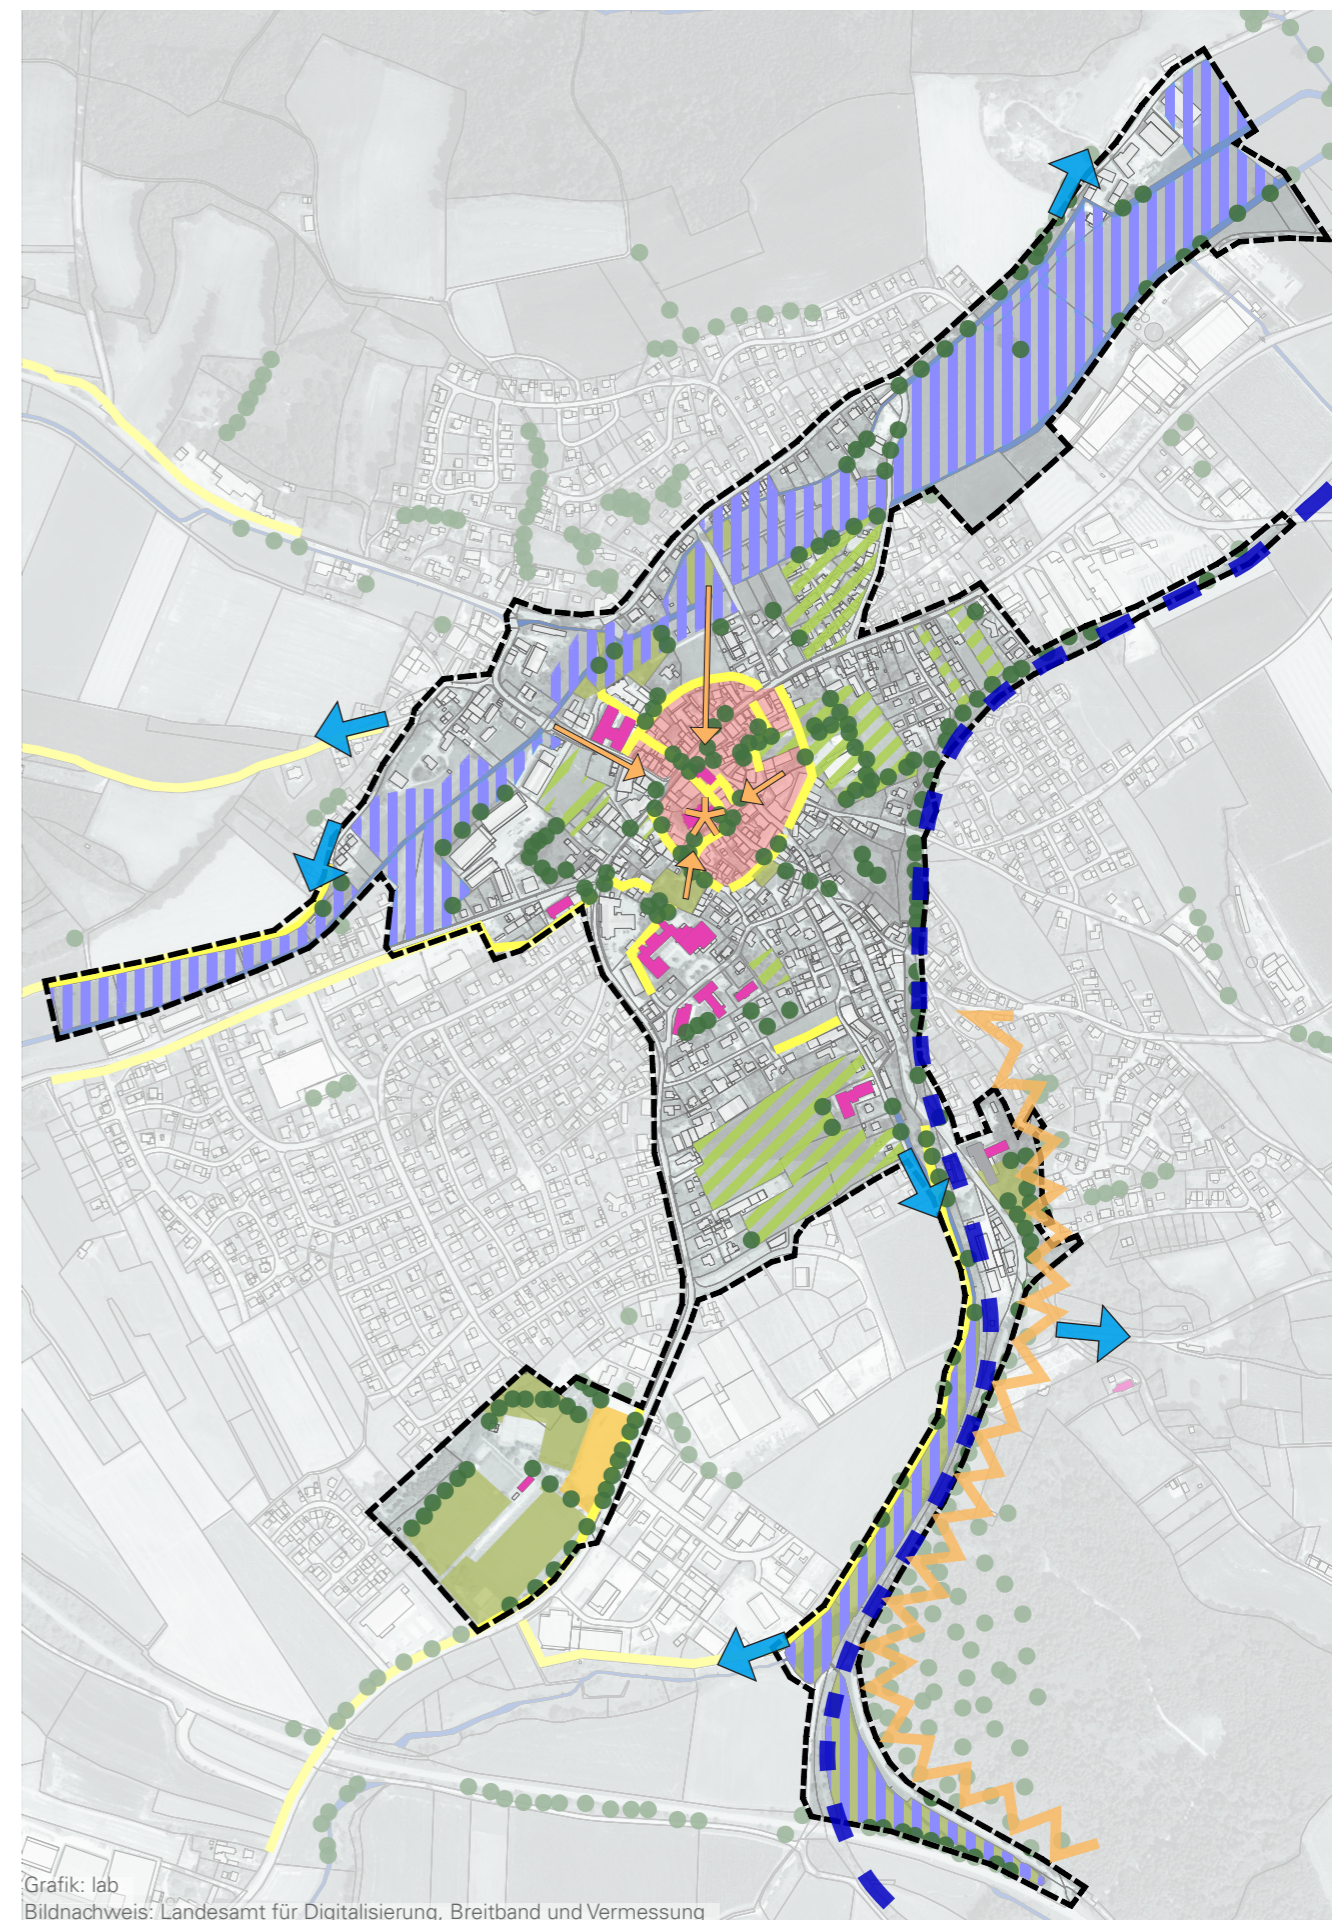 Grafik: lab
Bildnachweis: Landesamt für Digitalisierung, Breitband und Vermessung